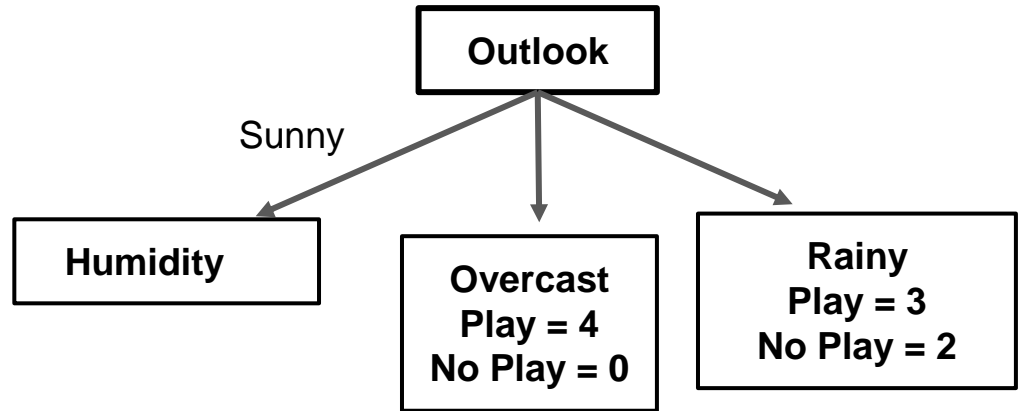 Outlook
Sunny
Humidity
Overcast
Play = 4
No Play = 0
Rainy
Play = 3
No Play = 2